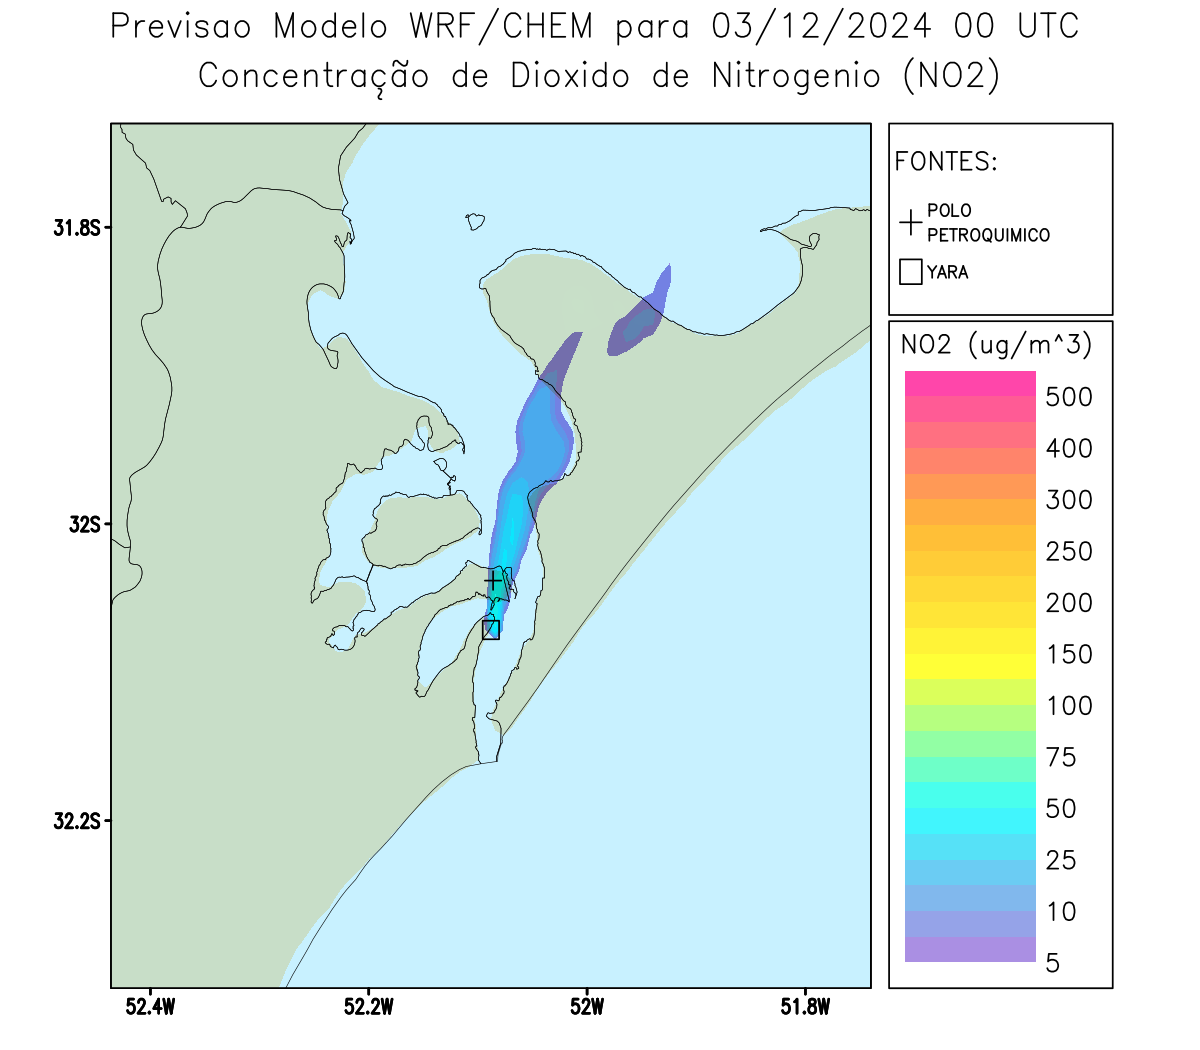 Previsao Modelo WRF/CHEM para 03/12/2024 00 UTC
Concentração de Dioxido de Nitrogenio (NO2)
FONTES:
POLO
PETROQUIMICO
YARA
NO2 (ug/m^3)
500
400
300
250
200
150
100
75
50
25
10
5
31.8S
32S
32.2S
52.4W
52.2W
52W
51.8W